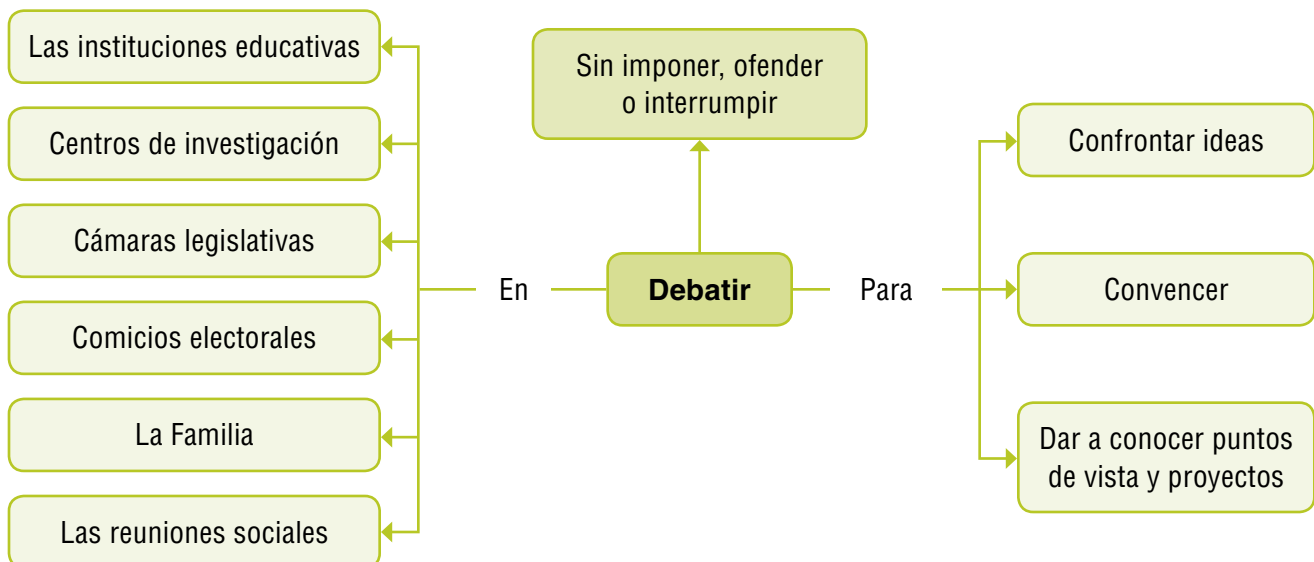 Las instituciones educativas
Centros de investigación
Cámaras legislativas
Comicios electorales
La Familia
Las reuniones sociales
En
Sin imponer, ofender
o interrumpir
Debatir
Para
Confrontar ideas
Convencer
Dar a conocer puntos
de vista y proyectos